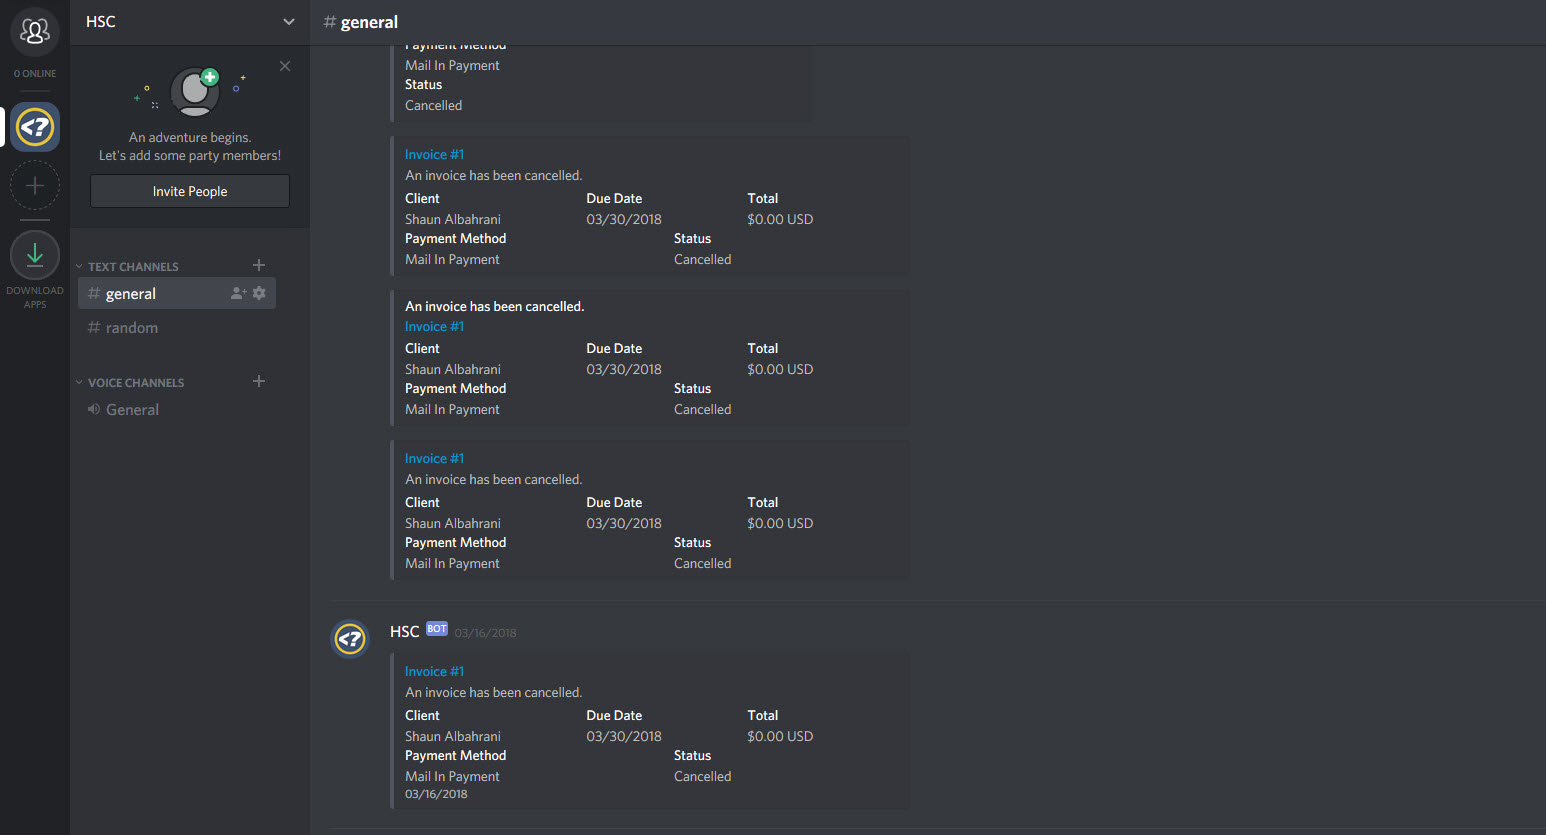 0 ONLINE
<?
DOWNLOAD
APPS
HSC
An adventure begins.
Let's add some party members!
Invite People
TEXT CHANNELS
# general
# random
VOICE CHANNELS
General
# general
Payment Method
Mail In Payment
Status
Cancelled
Invoice #1
An invoice has been cancelled.
Client Due Date Total
Shaun Albahrani 03/30/2018 $0.00 USD
Payment Method Status
Mail In Payment Cancelled
An invoice has been cancelled.
Invoice #1
Client Due Date Total
Shaun Albahrani 03/30/2018 $0.00 USD
Payment Method Status
Mail In Payment Cancelled
Invoice #1
An invoice has been cancelled.
Client Due Date Total
Shaun Albahrani 03/30/2018 $0.00 USD
Payment Method Status
Mail In Payment Cancelled
<? HSC BOT 03/16/2018
Invoice #1
An invoice has been cancelled.
Client Due Date Total
Shaun Albahrani 03/30/2018 $0.00 USD
Payment Method Status
Mail In Payment Cancelled
03/16/2018